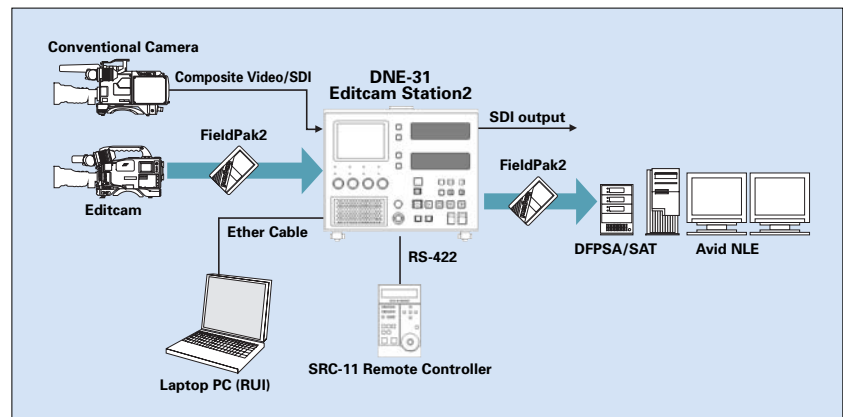 Conventional Camera
Composite Video/SDI
DNE-31
Editcam Station2
SDI output
FieldPak2
FieldPak2
Editcam
DFPSA/SAT
Avid NLE
Ether Cable
RS-422
SRC-11 Remote Controller
Laptop PC (RUI)